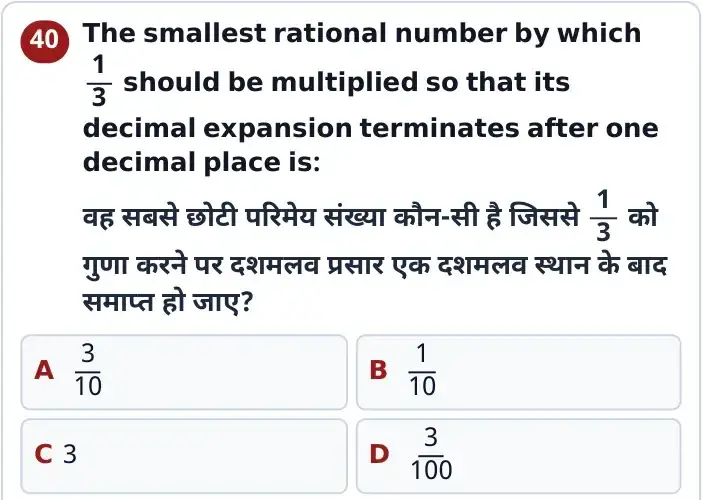 40 The smallest rational number by which
1/3 should be multiplied so that its
decimal expansion terminates after one
decimal place is:
वह सबसे छोटी परिमेय संख्या कौन-सी है जिससे 1/3 को
गुणा करने पर दशमलव प्रसार एक दशमलव स्थान के बाद
समाप्त हो जाए?
A 3/10
B 1/10
C 3
D 3/100